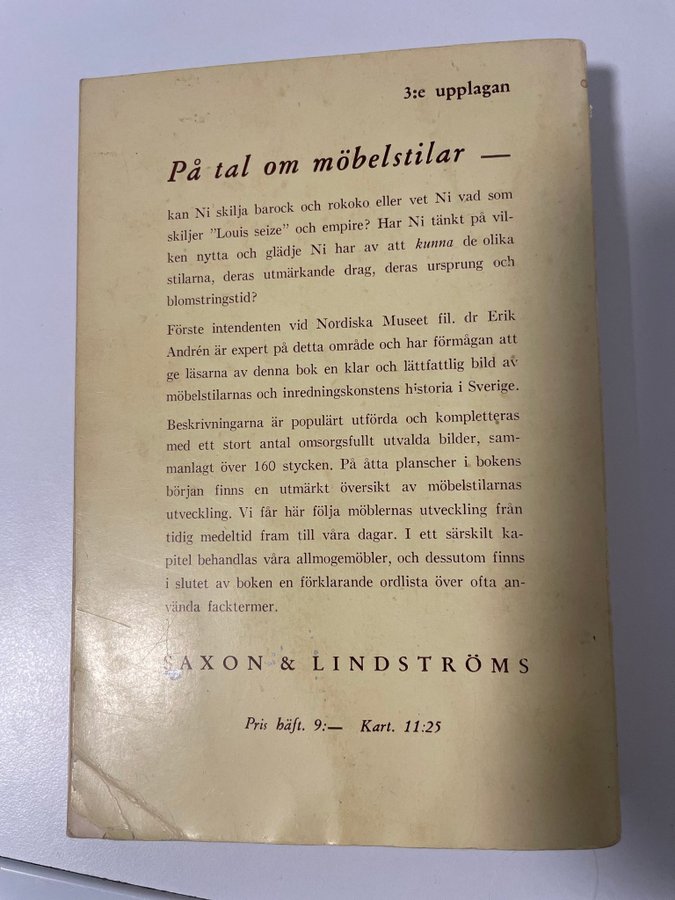 3:e upplagan
På tal om möbelstilar —
kan Ni skilja barock och rokoko eller vet Ni vad som
skiljer "Louis seize" och empire? Har Ni tänkt på vil-
ken nytta och glädje Ni har av att kunna de olika
stilarna, deras utmärkande drag, deras ursprung och
blomstringstid?
Förste intendenten vid Nordiska Museet fil. dr Erik
Andrén är expert på detta område och har förmågan att
ge läsarna av denna bok en klar och lättfattlig bild av
möbelstilarnas och inredningskonstens historia i Sverige.
Beskrivningarna är populärt utförda och kompletteras
med ett stort antal omsorgsfullt utvalda bilder, sam-
manlagt över 160 stycken. På åtta planscher i bokens
början finns en utmärkt översikt av möbelstilarnas
utveckling. Vi får här följa möblernas utveckling från
tidig medeltid fram till våra dagar. I ett särskilt ka-
pitel behandlas våra allmogemöbler, och dessutom finns
i slutet av boken en förklarande ordlista över ofta an-
vända facktermer.
SAXON & LINDSTRÖMS
Pris häft. 9:— Kart. 11:25